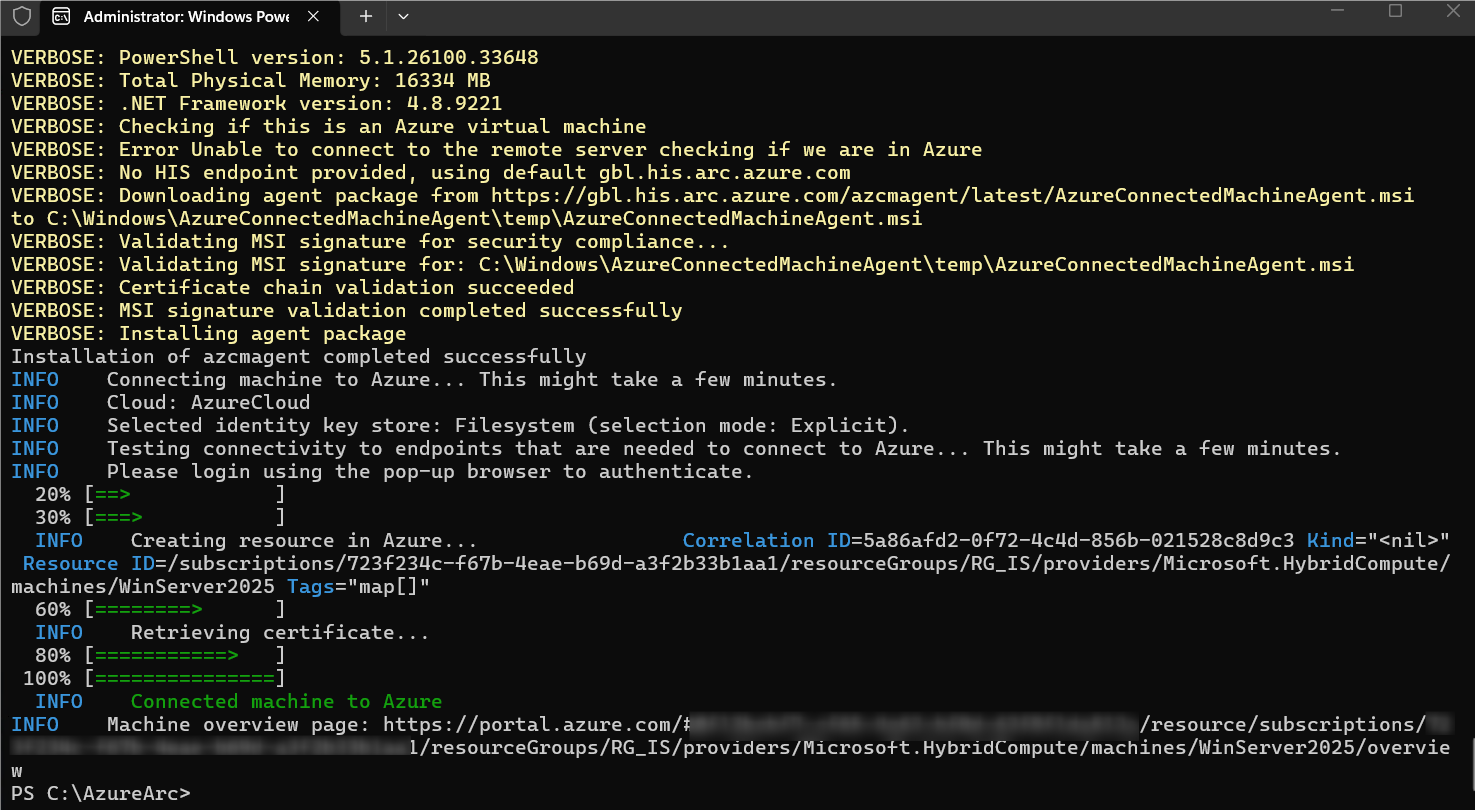 Administrator: Windows Powe
VERBOSE: PowerShell version: 5.1.26100.33648
VERBOSE: Total Physical Memory: 16334 MB
VERBOSE: .NET Framework version: 4.8.9221
VERBOSE: Checking if this is an Azure virtual machine
VERBOSE: Error Unable to connect to the remote server checking if we are in Azure
VERBOSE: No HIS endpoint provided, using default gbl.his.arc.azure.com
VERBOSE: Downloading agent package from https://gbl.his.arc.azure.com/azcmagent/latest/AzureConnectedMachineAgent.msi
to C:\Windows\AzureConnectedMachineAgent\temp\AzureConnectedMachineAgent.msi
VERBOSE: Validating MSI signature for security compliance...
VERBOSE: Validating MSI signature for: C:\Windows\AzureConnectedMachineAgent\temp\AzureConnectedMachineAgent.msi
VERBOSE: Certificate chain validation succeeded
VERBOSE: MSI signature validation completed successfully
VERBOSE: Installing agent package
Installation of azcmagent completed successfully
INFO    Connecting machine to Azure... This might take a few minutes.
INFO    Cloud: AzureCloud
INFO    Selected identity key store: Filesystem (selection mode: Explicit).
INFO    Testing connectivity to endpoints that are needed to connect to Azure... This might take a few minutes.
INFO    Please login using the pop-up browser to authenticate.
  20% [==>            ]
  30% [===>           ]
  INFO    Creating resource in Azure...                 Correlation ID=5a86afd2-0f72-4c4d-856b-021528c8d9c3 Kind="<nil>"
 Resource ID=/subscriptions/723f234c-f67b-4eae-b69d-a3f2b33b1aa1/resourceGroups/RG_IS/providers/Microsoft.HybridCompute/
machines/WinServer2025 Tags="map[]"
  60% [========>      ]
  INFO    Retrieving certificate...
  80% [===========>   ]
 100% [===============]
  INFO    Connected machine to Azure
INFO    Machine overview page: https://portal.azure.com/# /resource/subscriptions/
1/resourceGroups/RG_IS/providers/Microsoft.HybridCompute/machines/WinServer2025/overvie
w
PS C:\AzureArc>